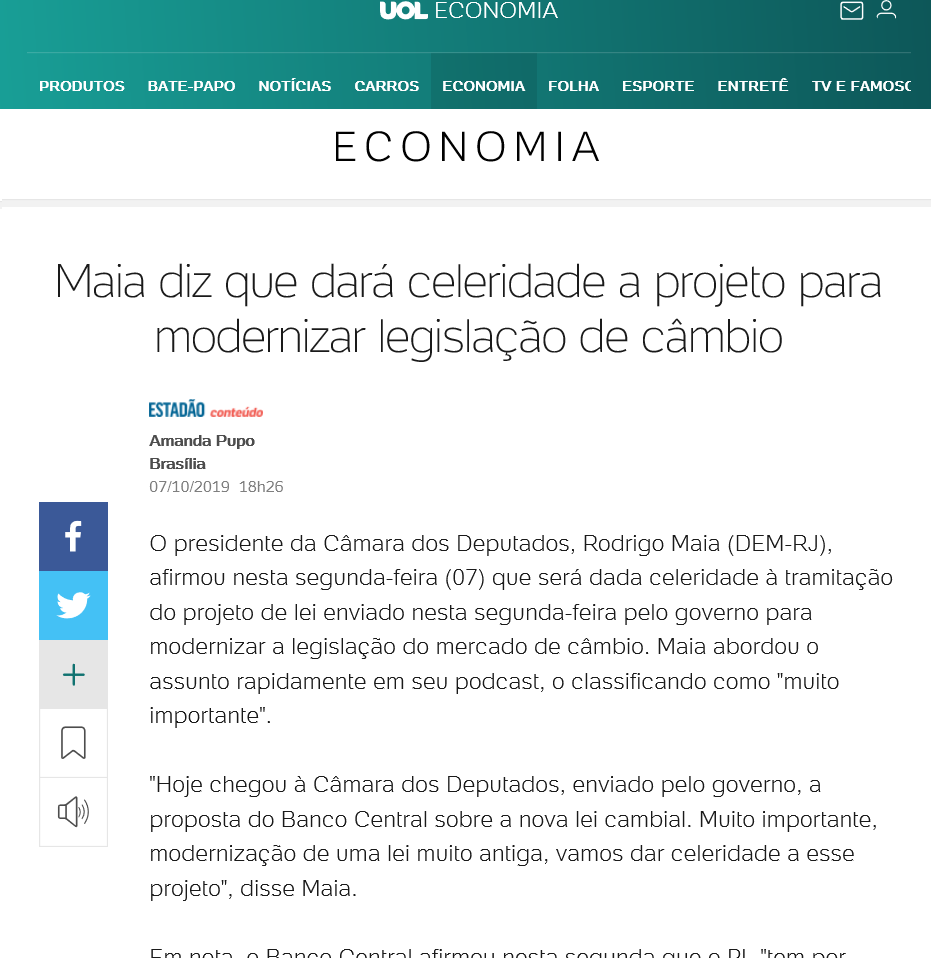 UOL ECONOMIA
PRODUTOS BATE-PAPO NOTÍCIAS CARROS ECONOMIA FOLHA ESPORTE ENTRETÊ TV E FAMOSO
ECONOMIA
Maia diz que dará celeridade a projeto para
modernizar legislação de câmbio
ESTADÃO conteúdo
Amanda Pupo
Brasília
07/10/2019 18h26
O presidente da Câmara dos Deputados, Rodrigo Maia (DEM-RJ),
afirmou nesta segunda-feira (07) que será dada celeridade à tramitação
do projeto de lei enviado nesta segunda-feira pelo governo para
modernizar a legislação do mercado de câmbio. Maia abordou o
assunto rapidamente em seu podcast, o classificando como "muito
importante".
"Hoje chegou à Câmara dos Deputados, enviado pelo governo, a
proposta do Banco Central sobre a nova lei cambial. Muito importante,
modernização de uma lei muito antiga, vamos dar celeridade a esse
projeto", disse Maia.
Em nota, o Banco Central afirmou nesta segunda que o PL "tem por